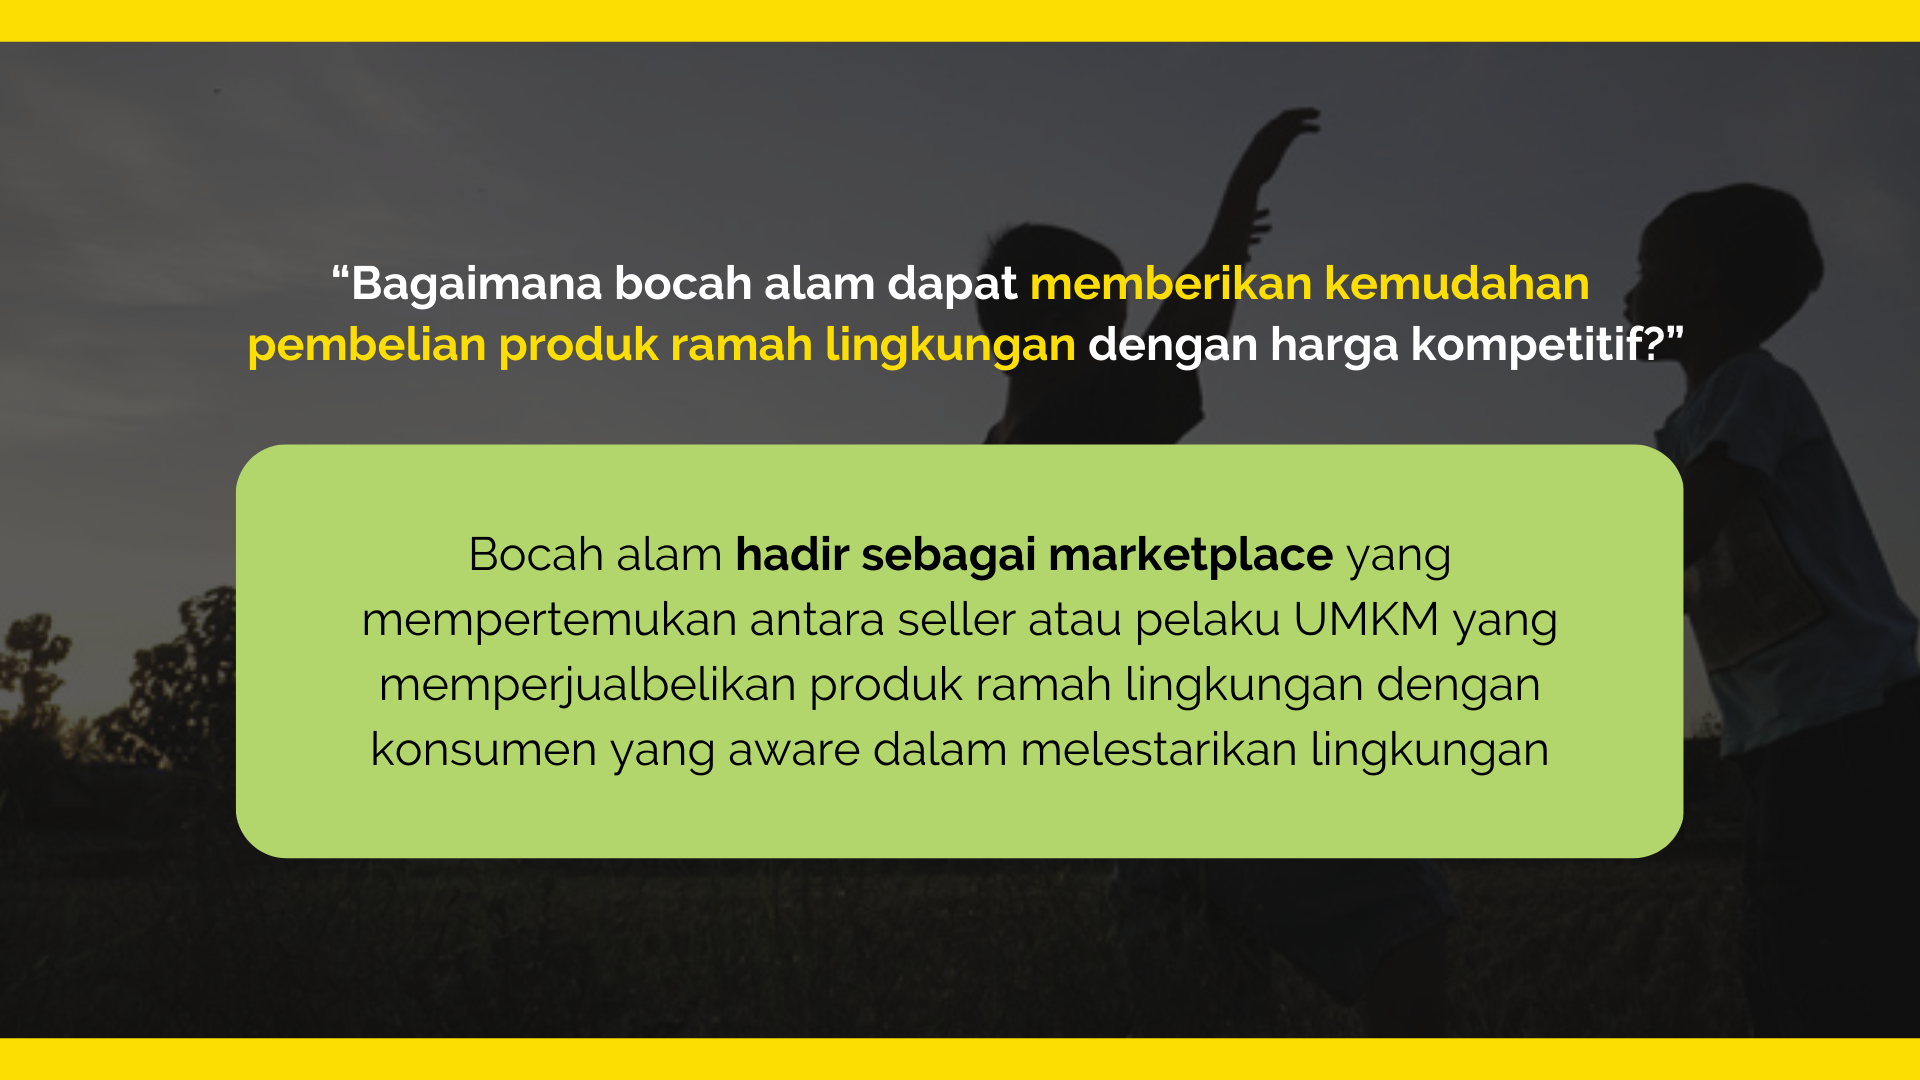 “Bagaimana bocah alam dapat memberikan kemudahan
pembelian produk ramah lingkungan dengan harga kompetitif?”
Bocah alam hadir sebagai marketplace yang
mempertemukan antara seller atau pelaku UMKM yang
memperjualbelikan produk ramah lingkungan dengan
konsumen yang aware dalam melestarikan lingkungan